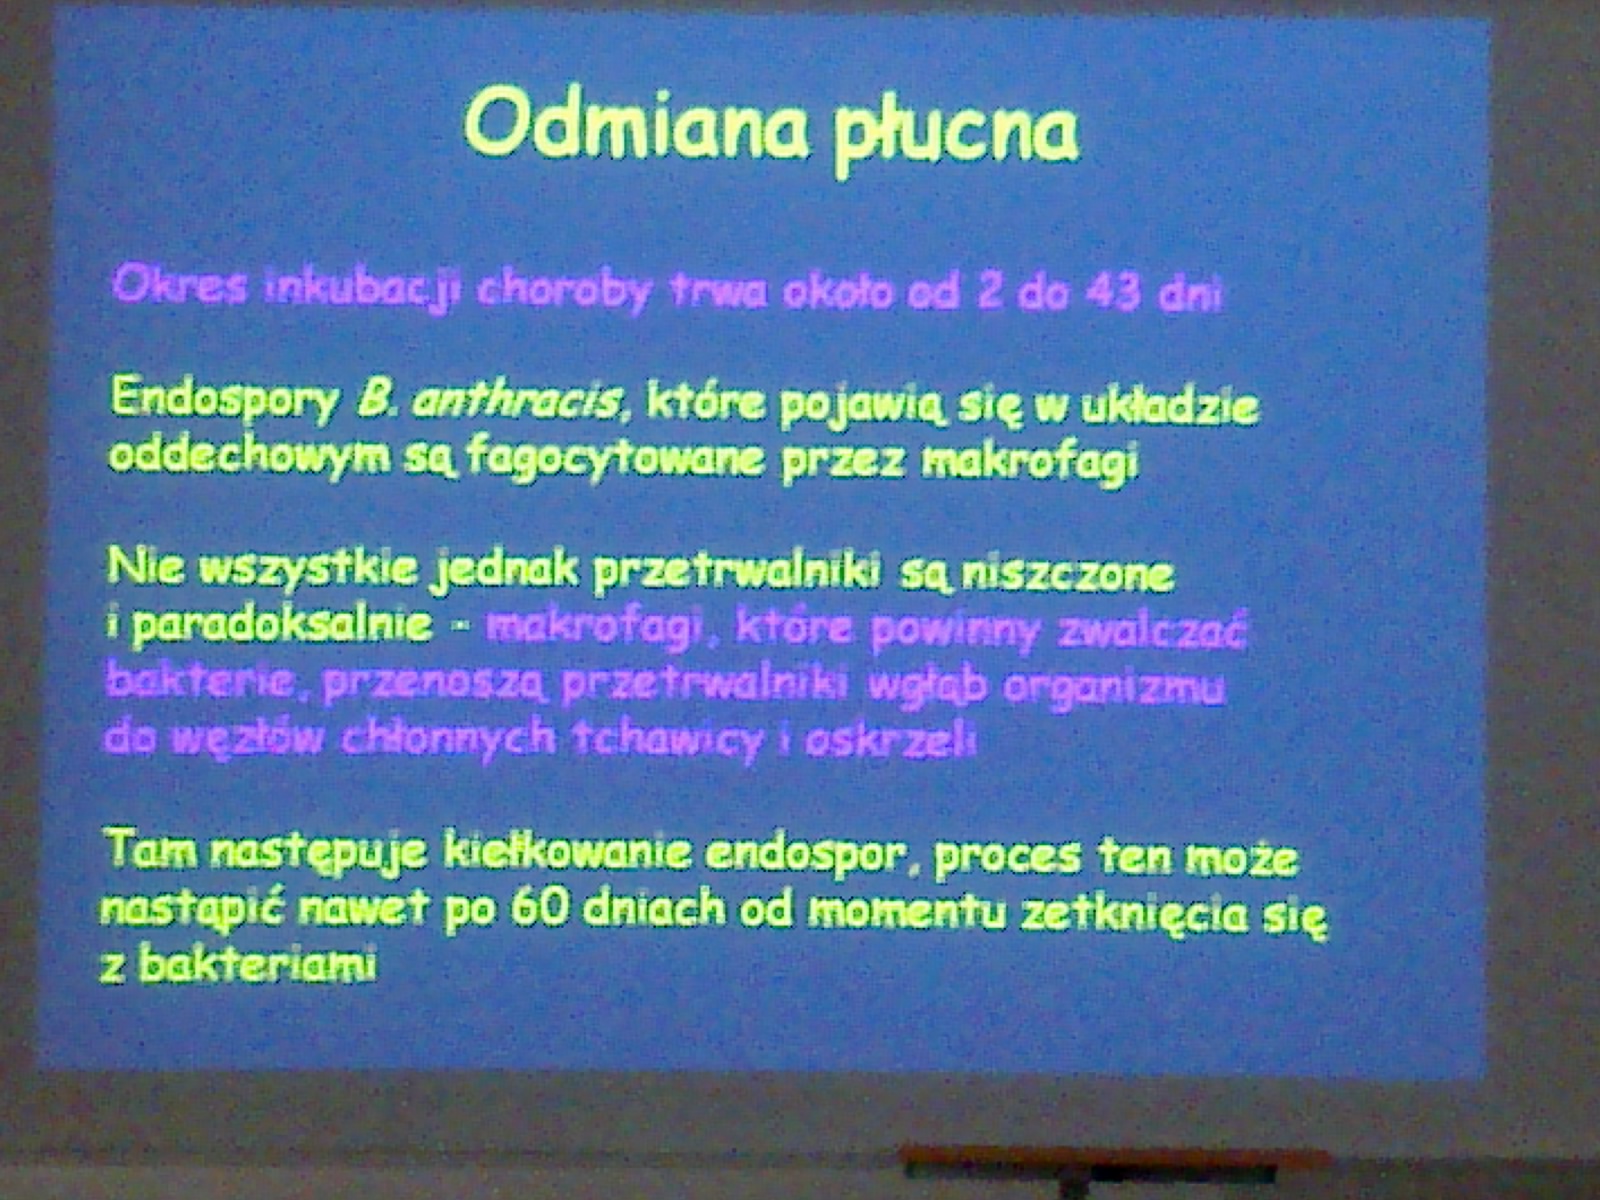 Odmiana płucna
Okres inkubacji choroby trwa około od 2 do 43 dni
Endospory B. anthracis, które pojawią się w układzie
oddechowym są fagocytowane przez makrofagi
Nie wszystkie jednak przetrwalniki są niszczone
i paradoksalnie - makrofagi, które powinny zwalczać
bakterie, przenoszą przetrwalniki wgłąb organizmu
do węzłów chłonnych tchawicy i oskrzeli
Tam następuje kiełkowanie endospor, proces ten może
nastąpić nawet po 60 dniach od momentu zetknięcia się
z bakteriami